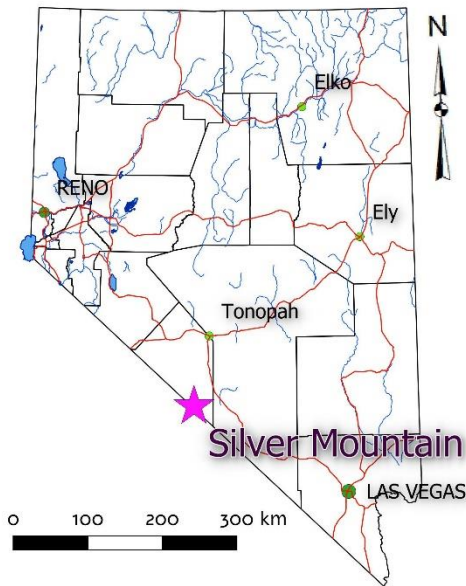 N
Elko
RENO
Ely
Tonopah
Silver Mountain
LAS VEGAS
0 100 200 300 km